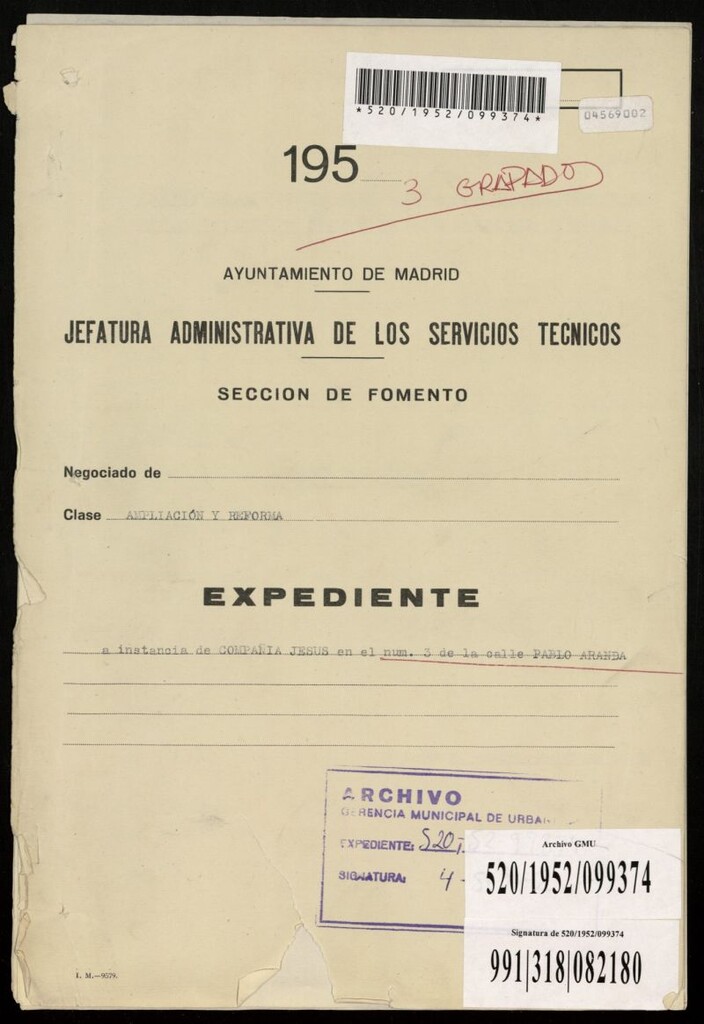 *520/1952/099374*
04569002
195
3 GRAPADO
AYUNTAMIENTO DE MADRID
JEFATURA ADMINISTRATIVA DE LOS SERVICIOS TECNICOS
SECCION DE FOMENTO
Negociado de
Clase AMPLIACIÓN Y REFORMA
EXPEDIENTE
a instancia de COMPAÑIA JESUS en el num. 3 de la calle PABLO ARANDA
ARCHIVO
GERENCIA MUNICIPAL DE
EXPEDIENTE: 520/
SIGNATURA: 4-
Archivo GMU
520/1952/099374
Signatura de 520/1952/099374
991|318|082180
I. M.—9579.